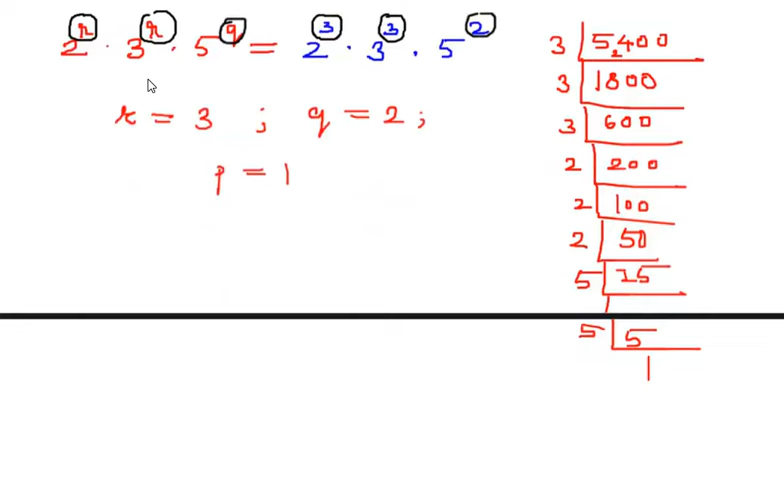 2^r · 3^r · 5^q = 2^3 · 3^3 · 5^2
r = 3 ; q = 2 ;
p = 1
3 | 5,400
3 | 1800
3 | 600
2 | 200
2 | 100
2 | 50
5 | 25
5 | 5
1